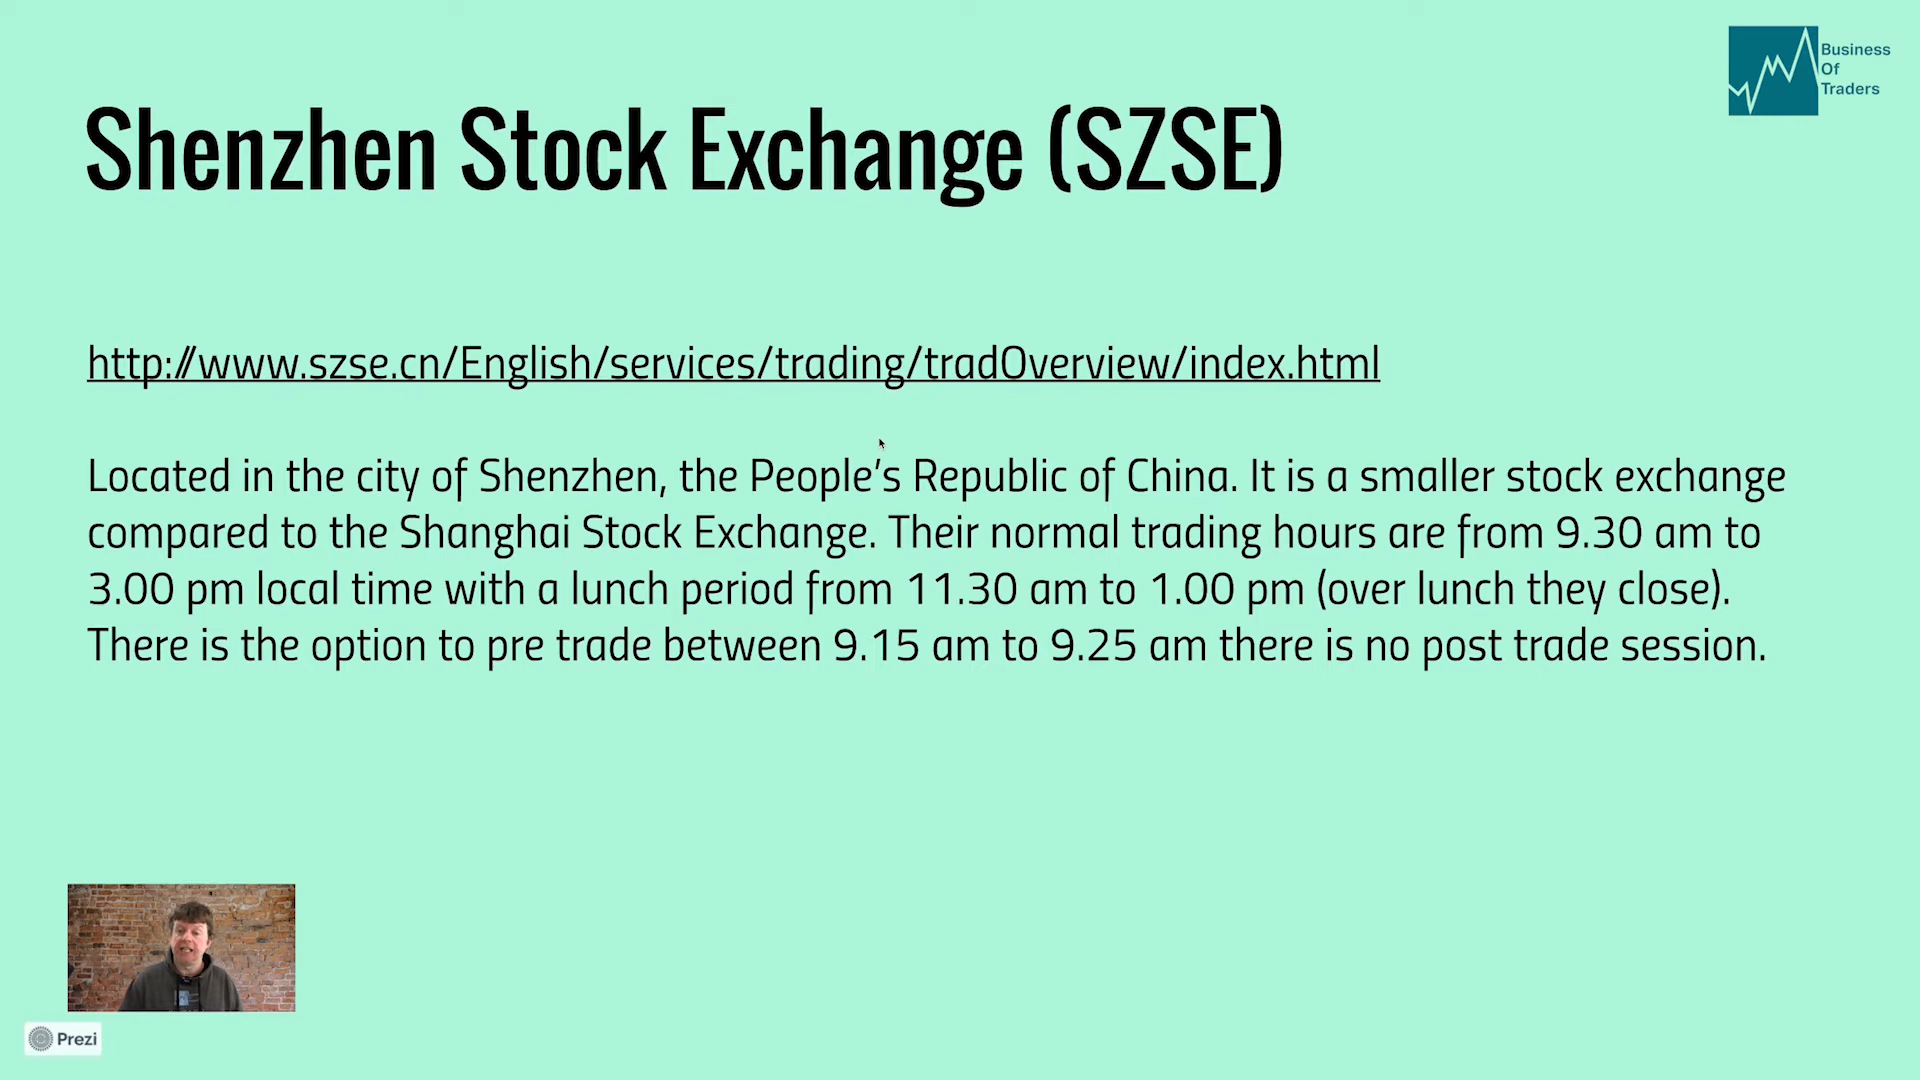 Business
Of
Traders
Shenzhen Stock Exchange (SZSE)
http://www.szse.cn/English/services/trading/tradOverview/index.html
Located in the city of Shenzhen, the People's Republic of China. It is a smaller stock exchange
compared to the Shanghai Stock Exchange. Their normal trading hours are from 9.30 am to
3.00 pm local time with a lunch period from 11.30 am to 1.00 pm (over lunch they close).
There is the option to pre trade between 9.15 am to 9.25 am there is no post trade session.
Prezi